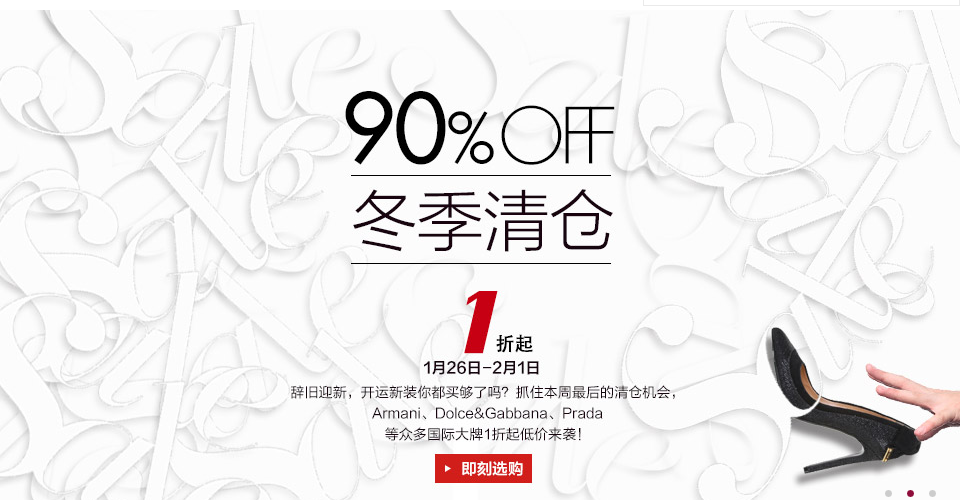 90% OFF
冬季清仓
1折起
1月26日-2月1日
辞旧迎新，开运新装你都买够了吗？抓住本周最后的清仓机会，
Armani、Dolce&Gabbana、Prada
等众多国际大牌1折起低价来袭！
即刻选购